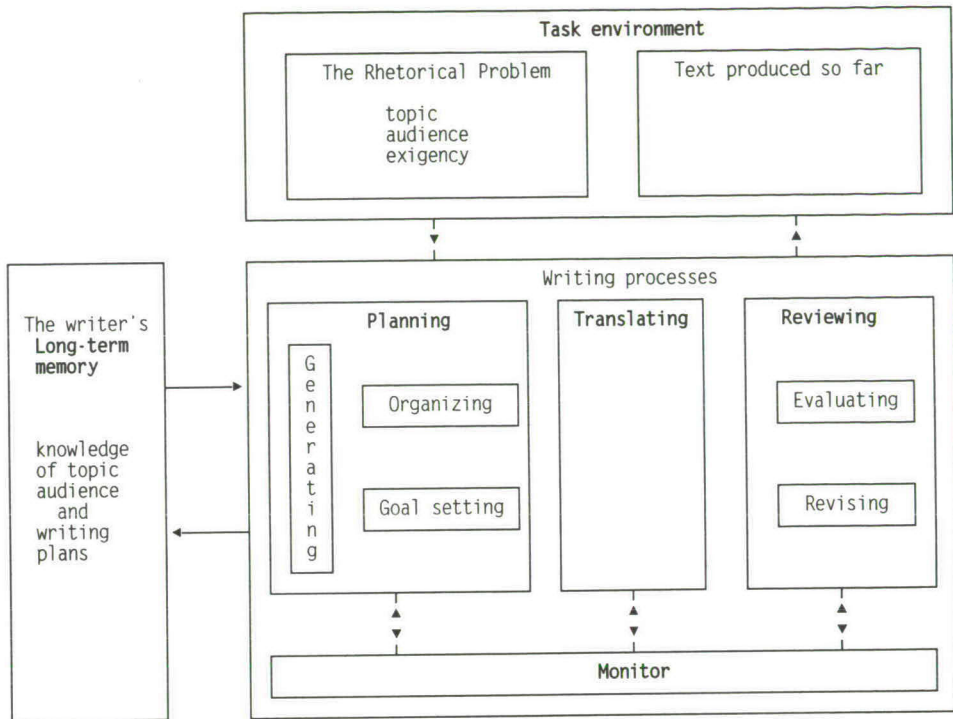 Task environment
The Rhetorical Problem
topic
audience
exigency
Text produced so far
The writer's
Long-term
memory
knowledge
of topic
audience
and
writing
plans
Writing processes
Planning
Generating
Organizing
Goal setting
Translating
Reviewing
Evaluating
Revising
Monitor